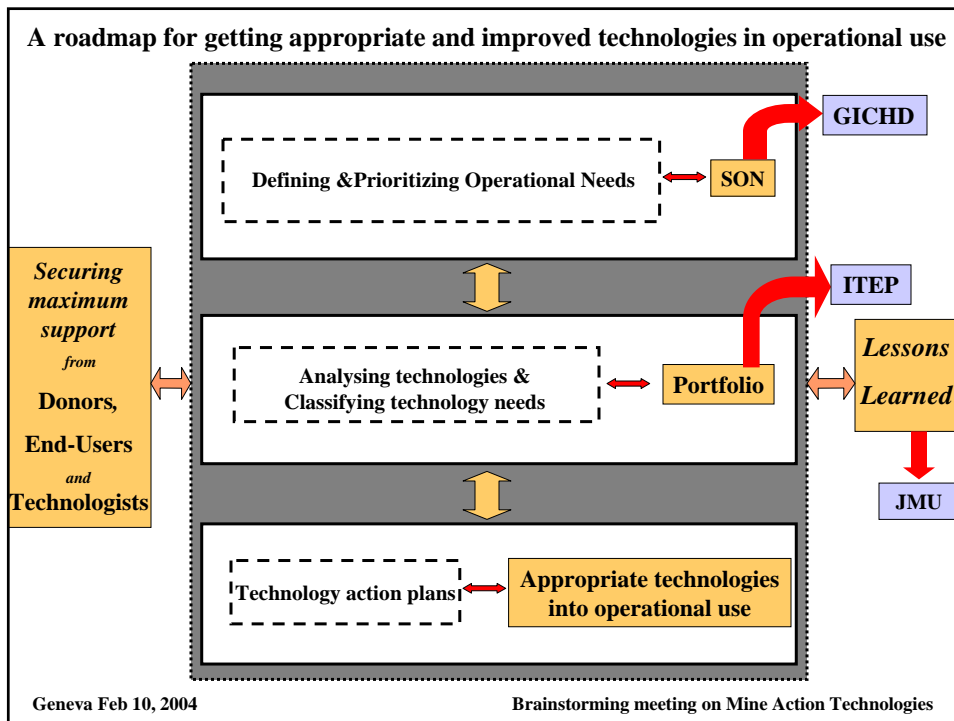 A roadmap for getting appropriate and improved technologies in operational use
GICHD
Defining &Prioritizing Operational Needs
SON
Securing
maximum
support
from
Donors,
End-Users
and
Technologists
ITEP
Analysing technologies &
Classifying technology needs
Portfolio
Lessons
Learned
JMU
Technology action plans
Appropriate technologies
into operational use
Geneva Feb 10, 2004
Brainstorming meeting on Mine Action Technologies